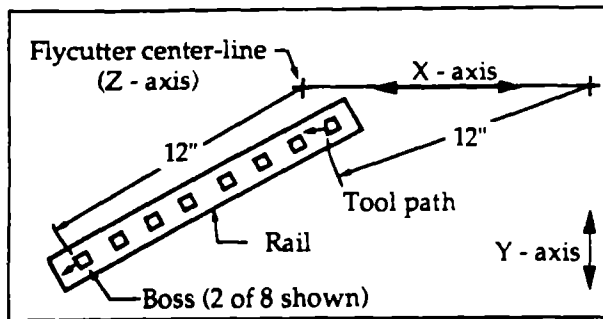 Flycutter center-line
(Z - axis)
X - axis
12"
12"
Tool path
Rail
Y - axis
Boss (2 of 8 shown)